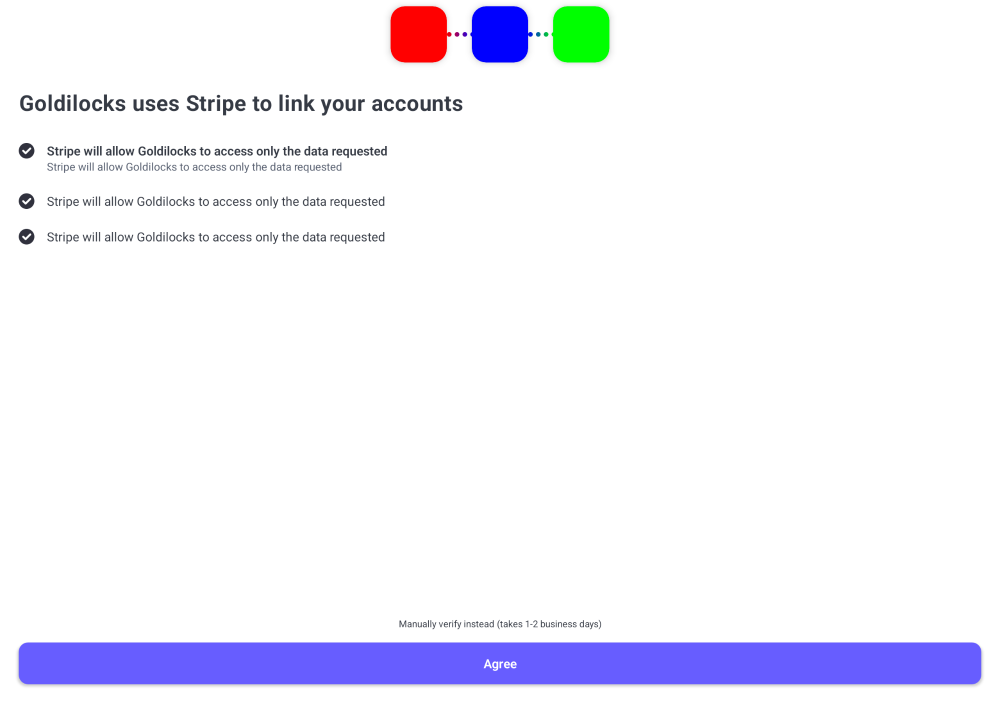 Goldilocks uses Stripe to link your accounts
Stripe will allow Goldilocks to access only the data requested
Stripe will allow Goldilocks to access only the data requested
Stripe will allow Goldilocks to access only the data requested
Stripe will allow Goldilocks to access only the data requested
Manually verify instead (takes 1-2 business days)
Agree